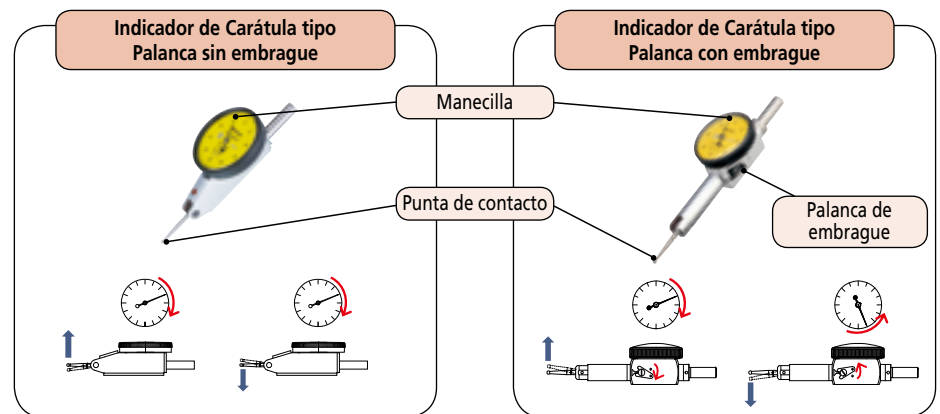 Indicador de Carátula tipo
Palanca sin embrague
Indicador de Carátula tipo
Palanca con embrague
Manecilla
Punta de contacto
Palanca de
embrague